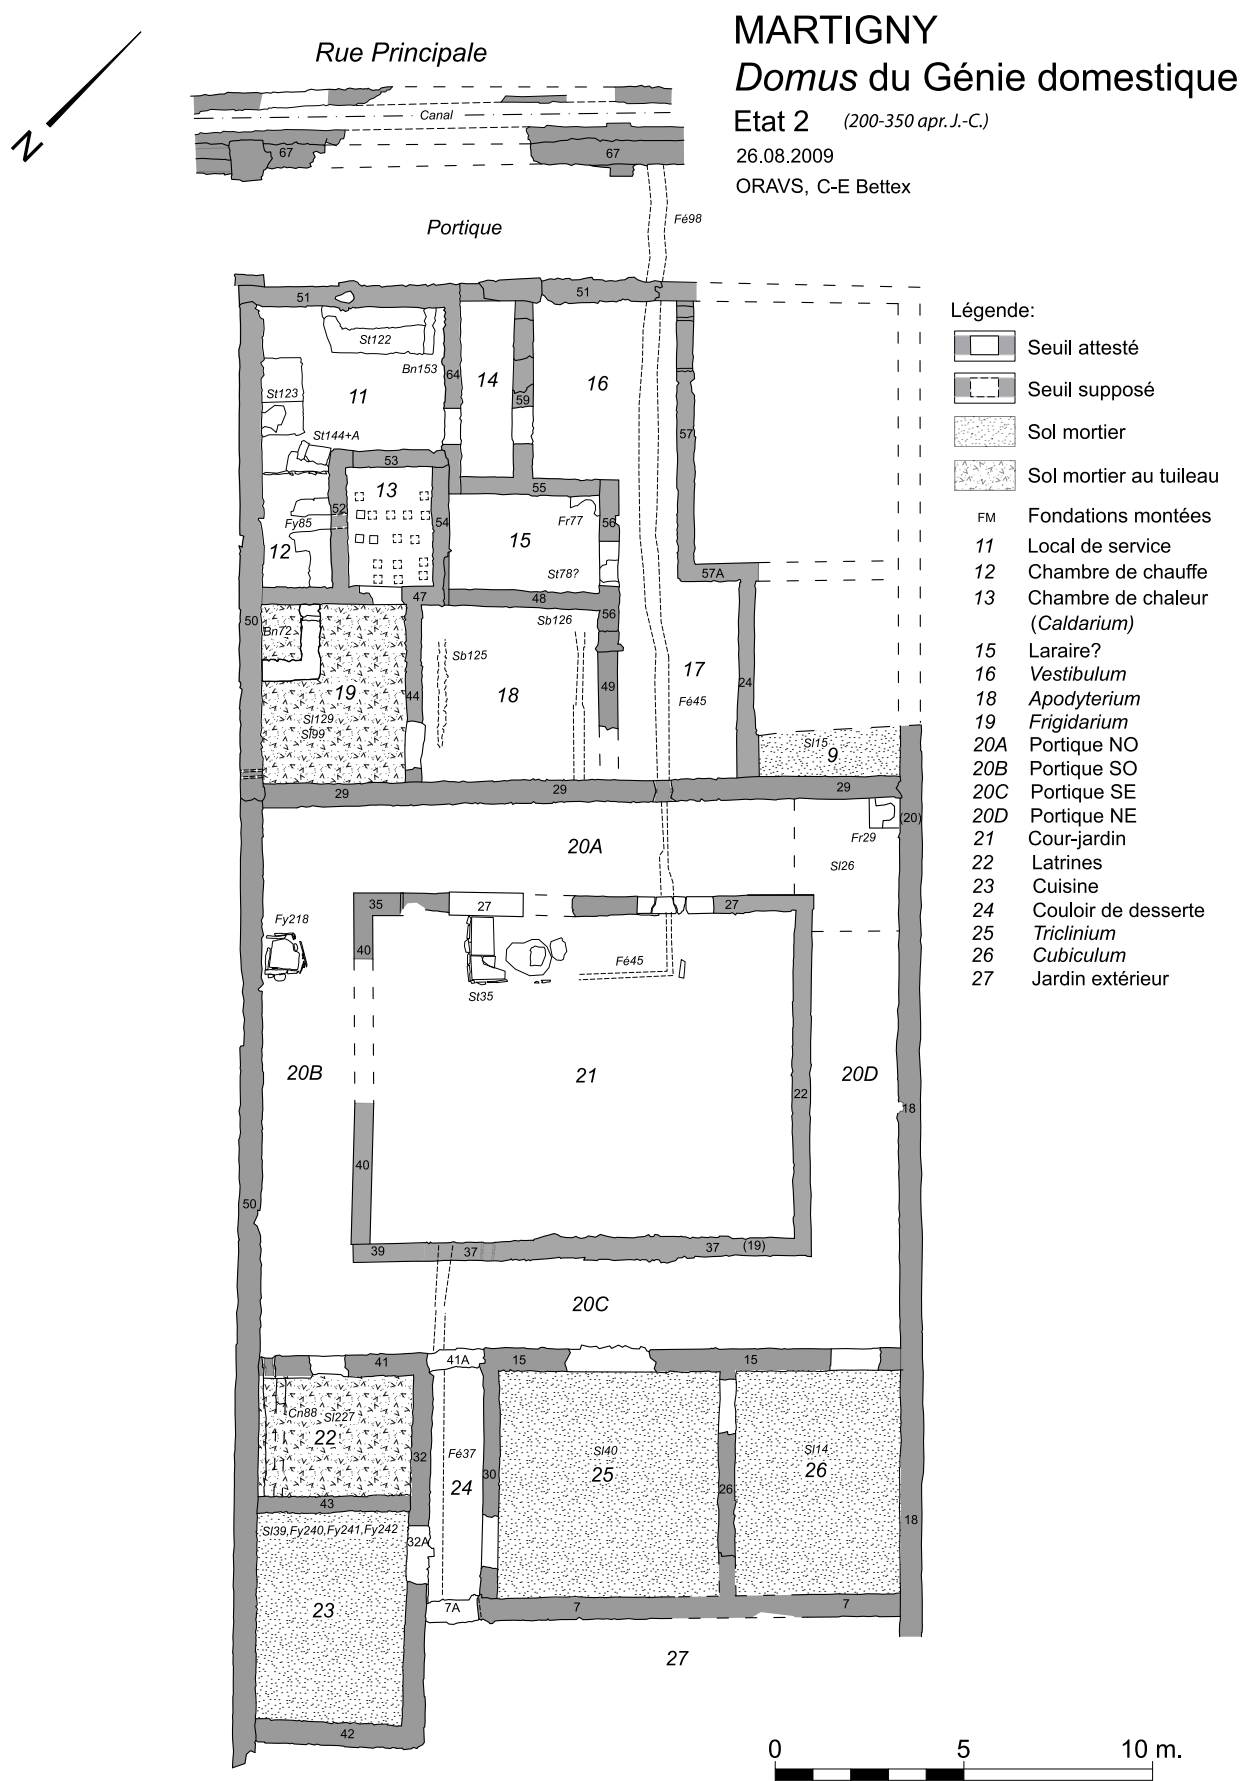 MARTIGNY
Domus du Génie domestique
Etat 2 (200-350 apr. J.-C.)
26.08.2009
ORAVS, C-E Bettex
N
Rue Principale
Canal
67
67
Portique
Fé98
51
51
St122
Bn153
64
14
16
St123
11
59
57
St144+A
53
13
55
52
54
Fr77
56
Fy85
12
15
St78?
57A
47
48
50
Bn72
Sb126
56
Sb125
19
44
18
49
17
24
Fé45
Sl129
Sl99
Sl15
9
29
29
29
(20)
20A
Fr29
Sl26
35
27
27
Fy218
40
Fé45
St35
20B
21
20D
22
18
40
50
39
37
37
(19)
20C
41
41A
15
15
Cn88
Sl227
22
32
Fé37
24
30
Sl40
25
26
Sl14
26
43
18
Sl39,Fy240,Fy241,Fy242
32A
23
7A
7
7
27
42
Légende:
Seuil attesté
Seuil supposé
Sol mortier
Sol mortier au tuileau
FM Fondations montées
11 Local de service
12 Chambre de chauffe
13 Chambre de chaleur
(Caldarium)
15 Laraire?
16 Vestibulum
18 Apodyterium
19 Frigidarium
20A Portique NO
20B Portique SO
20C Portique SE
20D Portique NE
21 Cour-jardin
22 Latrines
23 Cuisine
24 Couloir de desserte
25 Triclinium
26 Cubiculum
27 Jardin extérieur
0 5 10 m.